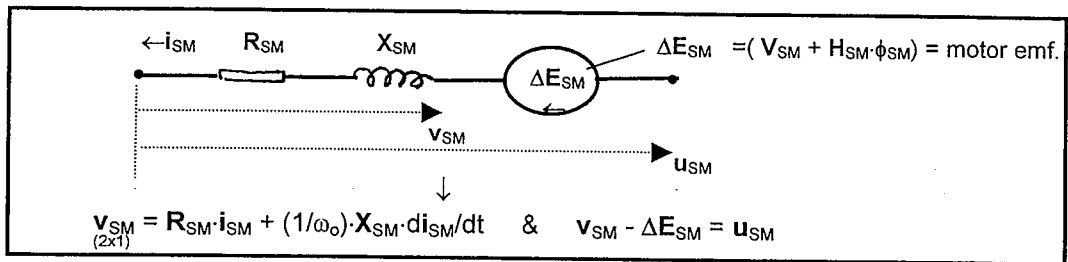 ←iSM RSM XSM ΔESM =( VSM + HSM·ϕSM) = motor emf.
ΔESM
←
vSM
uSM
↓
vSM = RSM·iSM + (1/ωo)·XSM·diSM/dt & vSM - ΔESM = uSM
(2x1)